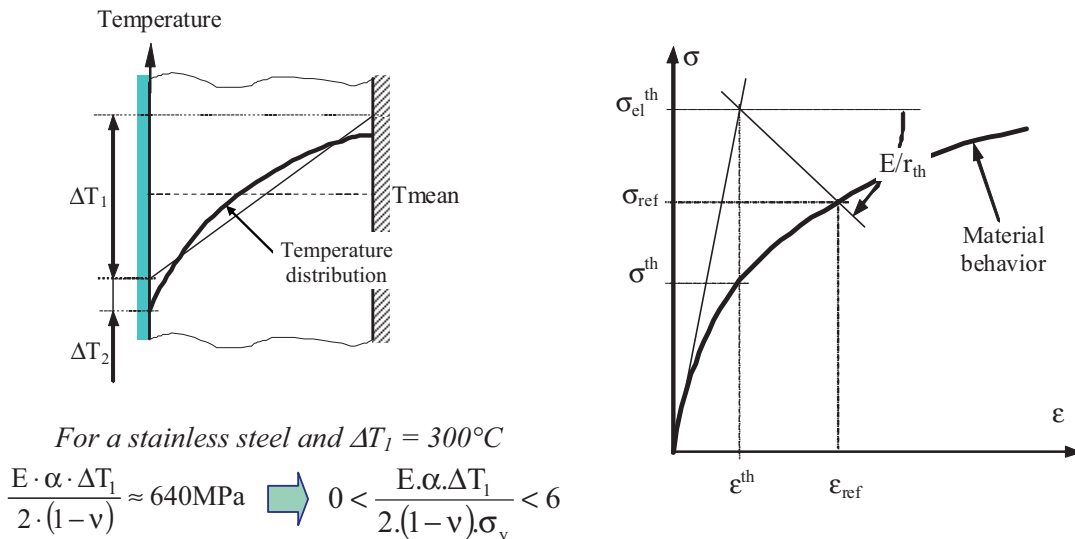 Temperature
ΔT₁
Tmean
Temperature
distribution
ΔT₂
σ
σₑₗᵗʰ
E/rₜₕ
σᵣₑf
Material
behavior
σᵗʰ
ε
εᵗʰ
εᵣₑf
For a stainless steel and ΔT₁ = 300°C
E · α · ΔT₁ / 2 · (1 − ν) ≈ 640MPa 0 < E.α.ΔT₁ / 2.(1 − ν).σᵧ < 6